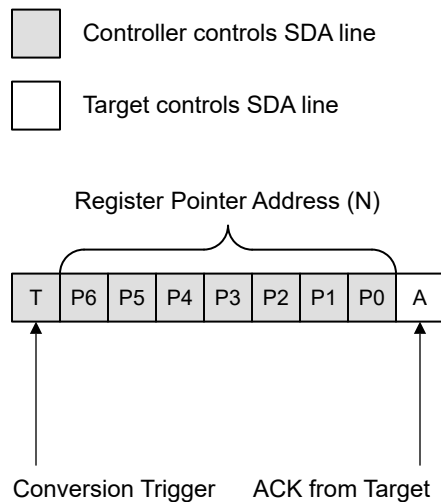 Controller controls SDA line
Target controls SDA line
Register Pointer Address (N)
T P6 P5 P4 P3 P2 P1 P0 A
Conversion Trigger ACK from Target